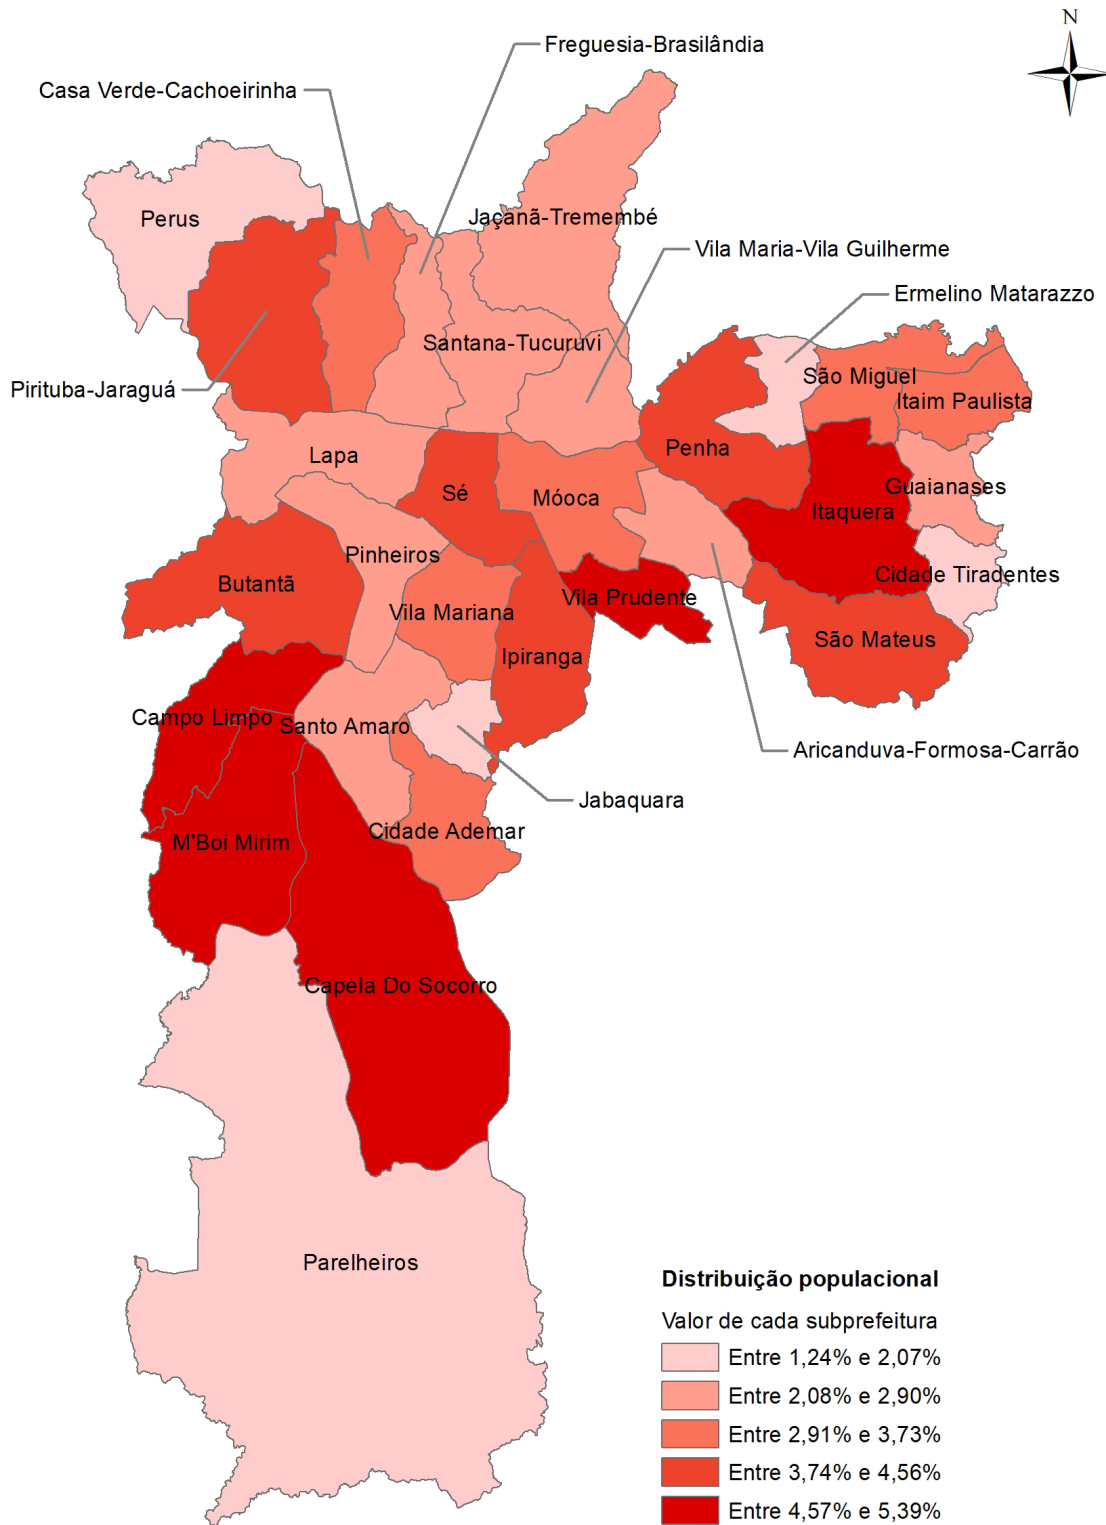 N
Freguesia-Brasilândia
Casa Verde-Cachoeirinha
Perus
Jaçanã-Tremembé
Vila Maria-Vila Guilherme
Ermelino Matarazzo
Santana-Tucuruvi
Pirituba-Jaraguá
São Miguel
Itaim Paulista
Lapa
Penha
Sé
Móoca
Guaianases
Itaquera
Pinheiros
Butantã
Cidade Tiradentes
Vila Mariana
Vila Prudente
São Mateus
Ipiranga
Campo Limpo
Santo Amaro
Aricanduva-Formosa-Carrão
Jabaquara
Cidade Ademar
M'Boi Mirim
Capela Do Socorro
Parelheiros
Distribuição populacional
Valor de cada subprefeitura
Entre 1,24% e 2,07%
Entre 2,08% e 2,90%
Entre 2,91% e 3,73%
Entre 3,74% e 4,56%
Entre 4,57% e 5,39%